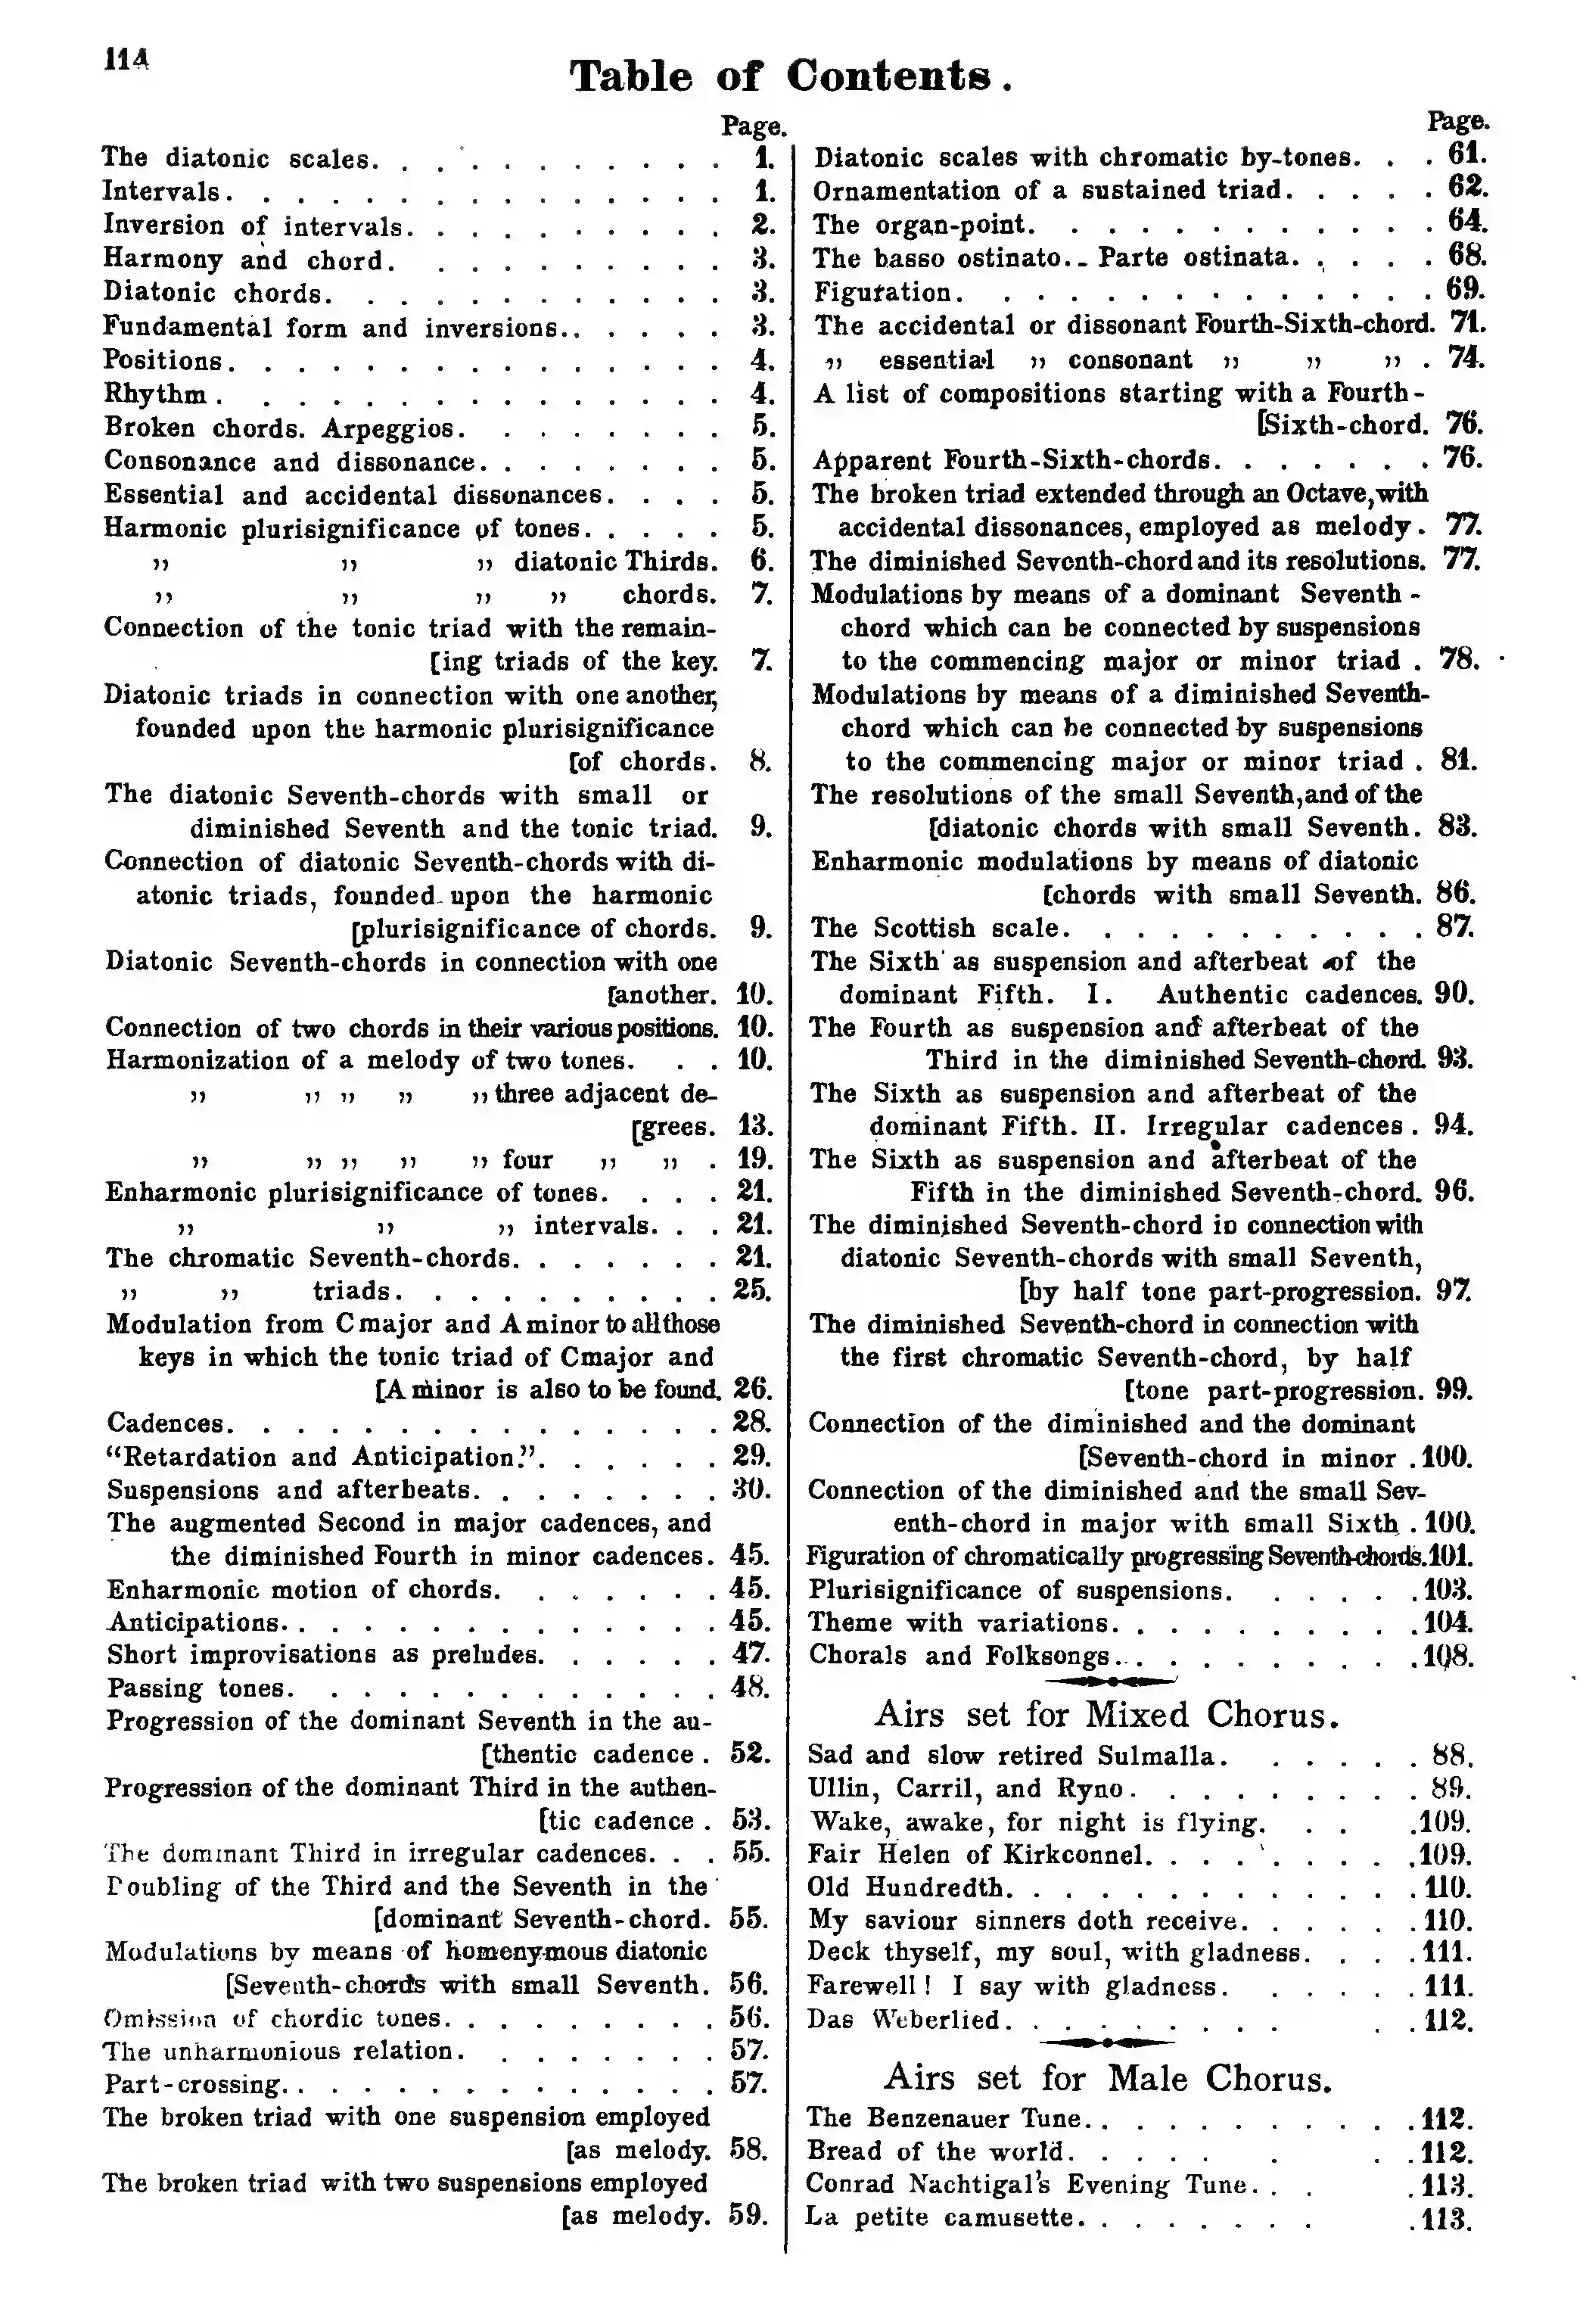 114
Table of Contents.
Page.
The diatonic scales. . . . . . . . . . . 1.
Intervals. . . . . . . . . . . . . . . 1.
Inversion of intervals. . . . . . . . . . 2.
Harmony and chord. . . . . . . . . . 3.
Diatonic chords. . . . . . . . . . . . 3.
Fundamental form and inversions. . . . . . 3.
Positions. . . . . . . . . . . . . . . 4.
Rhythm . . . . . . . . . . . . . . . 4.
Broken chords. Arpeggios. . . . . . . . 5.
Consonance and dissonance. . . . . . . . 5.
Essential and accidental dissonances. . . . 5.
Harmonic plurisignificance of tones. . . . . 5.
„ „ „ diatonic Thirds. 6.
„ „ „ „ chords. 7.
Connection of the tonic triad with the remain-
[ing triads of the key. 7.
Diatonic triads in connection with one another,
founded upon the harmonic plurisignificance
[of chords. 8.
The diatonic Seventh-chords with small or
diminished Seventh and the tonic triad. 9.
Connection of diatonic Seventh-chords with di-
atonic triads, founded upon the harmonic
[plurisignificance of chords. 9.
Diatonic Seventh-chords in connection with one
[another. 10.
Connection of two chords in their various positions. 10.
Harmonization of a melody of two tones. . . 10.
„ „ „ „ „ three adjacent de-
[grees. 13.
„ „ „ „ „ four „ „ . 19.
Enharmonic plurisignificance of tones. . . . 21.
„ „ „ intervals. . . 21.
The chromatic Seventh-chords. . . . . . . 21.
„ „ triads. . . . . . . . . . 25.
Modulation from C major and A minor to all those
keys in which the tonic triad of C major and
[A minor is also to be found. 26.
Cadences. . . . . . . . . . . . . . . 28.
“Retardation and Anticipation.”. . . . . . 29.
Suspensions and afterbeats. . . . . . . . 30.
The augmented Second in major cadences, and
the diminished Fourth in minor cadences. 45.
Enharmonic motion of chords. . . . . . . 45.
Anticipations. . . . . . . . . . . . . . 45.
Short improvisations as preludes. . . . . . 47.
Passing tones. . . . . . . . . . . . . 48.
Progression of the dominant Seventh in the au-
[thentic cadence . 52.
Progression of the dominant Third in the authen-
[tic cadence . 53.
The dominant Third in irregular cadences. . . 55.
Doubling of the Third and the Seventh in the
[dominant Seventh-chord. 55.
Modulations by means of homonymous diatonic
[Seventh-chords with small Seventh. 56.
Omission of chordic tones. . . . . . . . . 56.
The unharmonious relation. . . . . . . . 57.
Part-crossing. . . . . . . . . . . . . . 57.
The broken triad with one suspension employed
[as melody. 58.
The broken triad with two suspensions employed
[as melody. 59.
Page.
Diatonic scales with chromatic by-tones. . . 61.
Ornamentation of a sustained triad. . . . . 62.
The organ-point. . . . . . . . . . . . 64.
The basso ostinato. - Parte ostinata. . . . . 68.
Figuration. . . . . . . . . . . . . . 69.
The accidental or dissonant Fourth-Sixth-chord. 71.
„ essential „ consonant „ „ „ . 74.
A list of compositions starting with a Fourth-
[Sixth-chord. 76.
Apparent Fourth-Sixth-chords. . . . . . . 76.
The broken triad extended through an Octave, with
accidental dissonances, employed as melody. 77.
The diminished Seventh-chord and its resolutions. 77.
Modulations by means of a dominant Seventh-
chord which can be connected by suspensions
to the commencing major or minor triad . 78.
Modulations by means of a diminished Seventh-
chord which can be connected by suspensions
to the commencing major or minor triad . 81.
The resolutions of the small Seventh, and of the
[diatonic chords with small Seventh. 83.
Enharmonic modulations by means of diatonic
[chords with small Seventh. 86.
The Scottish scale. . . . . . . . . . . 87.
The Sixth as suspension and afterbeat of the
dominant Fifth. I. Authentic cadences. 90.
The Fourth as suspension and afterbeat of the
Third in the diminished Seventh-chord. 93.
The Sixth as suspension and afterbeat of the
dominant Fifth. II. Irregular cadences. 94.
The Sixth as suspension and afterbeat of the
Fifth in the diminished Seventh-chord. 96.
The diminished Seventh-chord in connection with
diatonic Seventh-chords with small Seventh,
[by half tone part-progression. 97.
The diminished Seventh-chord in connection with
the first chromatic Seventh-chord, by half
[tone part-progression. 99.
Connection of the diminished and the dominant
[Seventh-chord in minor . 100.
Connection of the diminished and the small Sev-
enth-chord in major with small Sixth . 100.
Figuration of chromatically progressing Seventh-chords. 101.
Plurisignificance of suspensions. . . . . . 103.
Theme with variations. . . . . . . . . . 104.
Chorals and Folksongs. . . . . . . . . . 108.
Airs set for Mixed Chorus.
Sad and slow retired Sulmalla. . . . . . 88.
Ullin, Carril, and Ryno. . . . . . . . . 89.
Wake, awake, for night is flying. . . . 109.
Fair Helen of Kirkconnel. . . . . . . . . 109.
Old Hundredth. . . . . . . . . . . . . 110.
My saviour sinners doth receive. . . . . . 110.
Deck thyself, my soul, with gladness. . . . 111.
Farewell! I say with gladness. . . . . . 111.
Das Weberlied. . . . . . . . . . . 112.
Airs set for Male Chorus.
The Benzenauer Tune. . . . . . . . . . . 112.
Bread of the world. . . . . . . . 112.
Conrad Nachtigal's Evening Tune. . . . 113.
La petite camusette. . . . . . . . . 113.